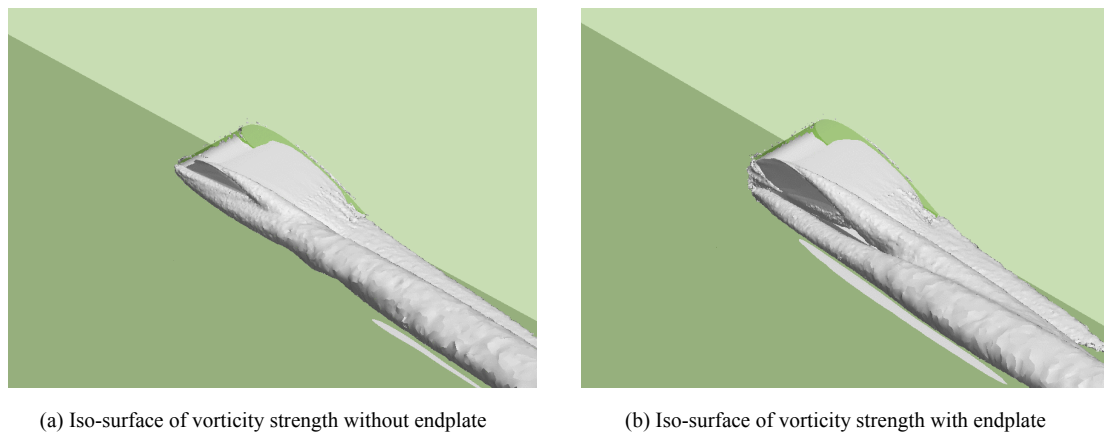 (a) Iso-surface of vorticity strength without endplate
(b) Iso-surface of vorticity strength with endplate